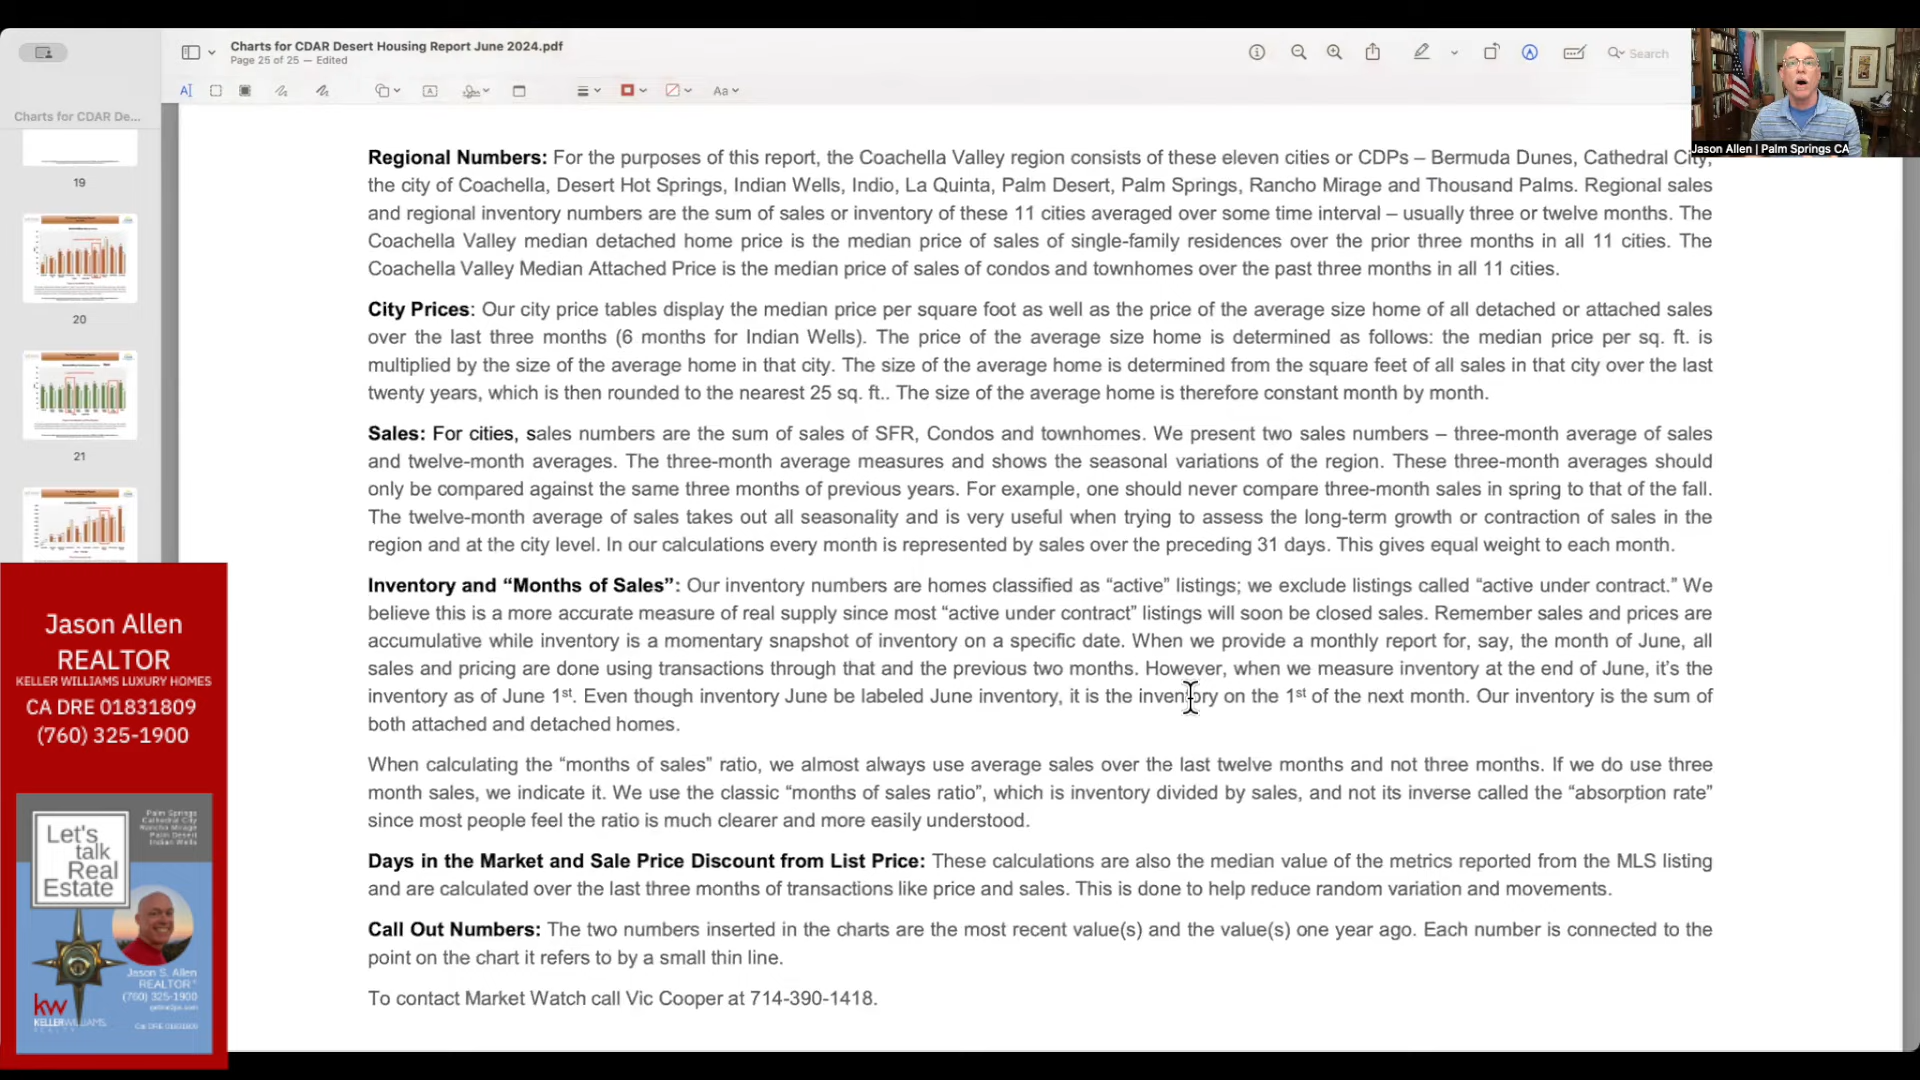 Charts for CDAR Desert Housing Report June 2024.pdf
Page 25 of 25 — Edited
Search
Charts for CDAR De...
19
20
21
Jason Allen | Palm Springs CA
Regional Numbers: For the purposes of this report, the Coachella Valley region consists of these eleven cities or CDPs – Bermuda Dunes, Cathedral City,
the city of Coachella, Desert Hot Springs, Indian Wells, Indio, La Quinta, Palm Desert, Palm Springs, Rancho Mirage and Thousand Palms. Regional sales
and regional inventory numbers are the sum of sales or inventory of these 11 cities averaged over some time interval – usually three or twelve months. The
Coachella Valley median detached home price is the median price of sales of single-family residences over the prior three months in all 11 cities. The
Coachella Valley Median Attached Price is the median price of sales of condos and townhomes over the past three months in all 11 cities.
City Prices: Our city price tables display the median price per square foot as well as the price of the average size home of all detached or attached sales
over the last three months (6 months for Indian Wells). The price of the average size home is determined as follows: the median price per sq. ft. is
multiplied by the size of the average home in that city. The size of the average home is determined from the square feet of all sales in that city over the last
twenty years, which is then rounded to the nearest 25 sq. ft.. The size of the average home is therefore constant month by month.
Sales: For cities, sales numbers are the sum of sales of SFR, Condos and townhomes. We present two sales numbers – three-month average of sales
and twelve-month averages. The three-month average measures and shows the seasonal variations of the region. These three-month averages should
only be compared against the same three months of previous years. For example, one should never compare three-month sales in spring to that of the fall.
The twelve-month average of sales takes out all seasonality and is very useful when trying to assess the long-term growth or contraction of sales in the
region and at the city level. In our calculations every month is represented by sales over the preceding 31 days. This gives equal weight to each month.
Inventory and “Months of Sales”: Our inventory numbers are homes classified as “active” listings; we exclude listings called “active under contract.” We
believe this is a more accurate measure of real supply since most “active under contract” listings will soon be closed sales. Remember sales and prices are
accumulative while inventory is a momentary snapshot of inventory on a specific date. When we provide a monthly report for, say, the month of June, all
sales and pricing are done using transactions through that and the previous two months. However, when we measure inventory at the end of June, it’s the
inventory as of June 1st. Even though inventory June be labeled June inventory, it is the inventory on the 1st of the next month. Our inventory is the sum of
both attached and detached homes.
When calculating the “months of sales” ratio, we almost always use average sales over the last twelve months and not three months. If we do use three
month sales, we indicate it. We use the classic “months of sales ratio”, which is inventory divided by sales, and not its inverse called the “absorption rate”
since most people feel the ratio is much clearer and more easily understood.
Days in the Market and Sale Price Discount from List Price: These calculations are also the median value of the metrics reported from the MLS listing
and are calculated over the last three months of transactions like price and sales. This is done to help reduce random variation and movements.
Call Out Numbers: The two numbers inserted in the charts are the most recent value(s) and the value(s) one year ago. Each number is connected to the
point on the chart it refers to by a small thin line.
To contact Market Watch call Vic Cooper at 714-390-1418.
Jason Allen
REALTOR
KELLER WILLIAMS LUXURY HOMES
CA DRE 01831809
(760) 325-1900
Palm Springs
Cathedral City
Rancho Mirage
Palm Desert
Indian Wells
Let's
talk
Real
Estate
Jason S. Allen
REALTOR
(760) 325-1900
Cal DRE 01831809
kw
KELLERWILLIAMS